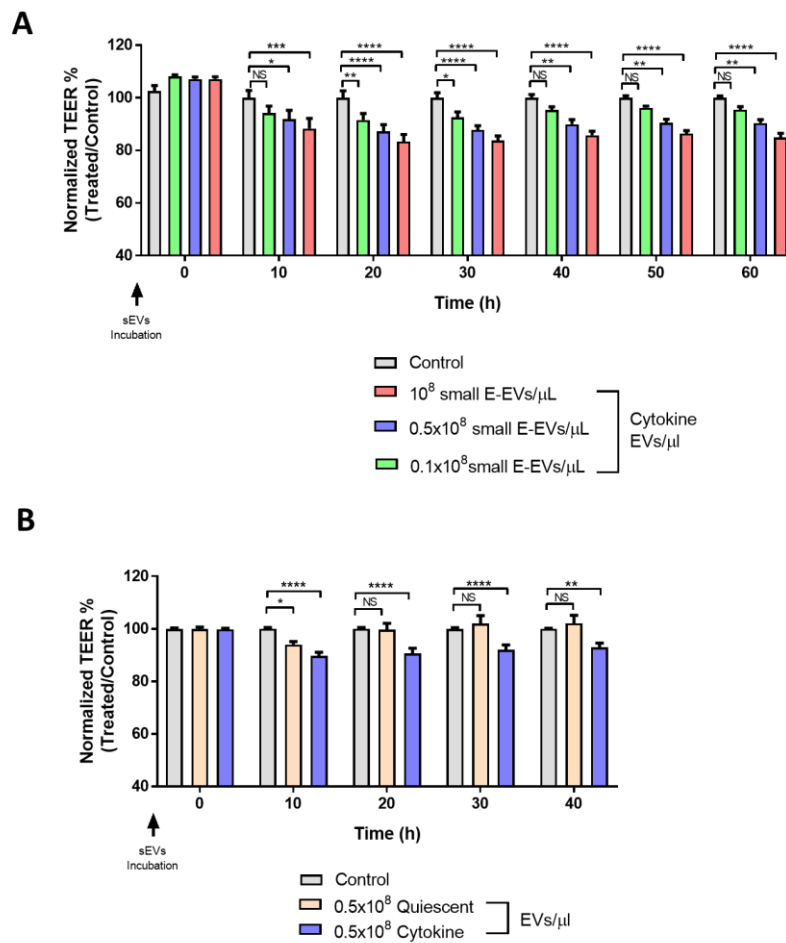 A
Normalized TEER %
(Treated/Control)
120
100
80
60
40
*** **** **** **** **** ****
* **** **** ** ** **
NS ** * NS NS NS
0 10 20 30 40 50 60
Time (h)
sEVs
Incubation
Control
10⁸ small E-EVs/μL
0.5x10⁸ small E-EVs/μL
0.1x10⁸small E-EVs/μL
Cytokine
EVs/μl
B
Normalized TEER %
(Treated/Control)
120
100
80
60
40
**** **** **** **
* NS NS NS
0 10 20 30 40
Time (h)
sEVs
Incubation
Control
0.5x10⁸ Quiescent
0.5x10⁸ Cytokine
EVs/μl